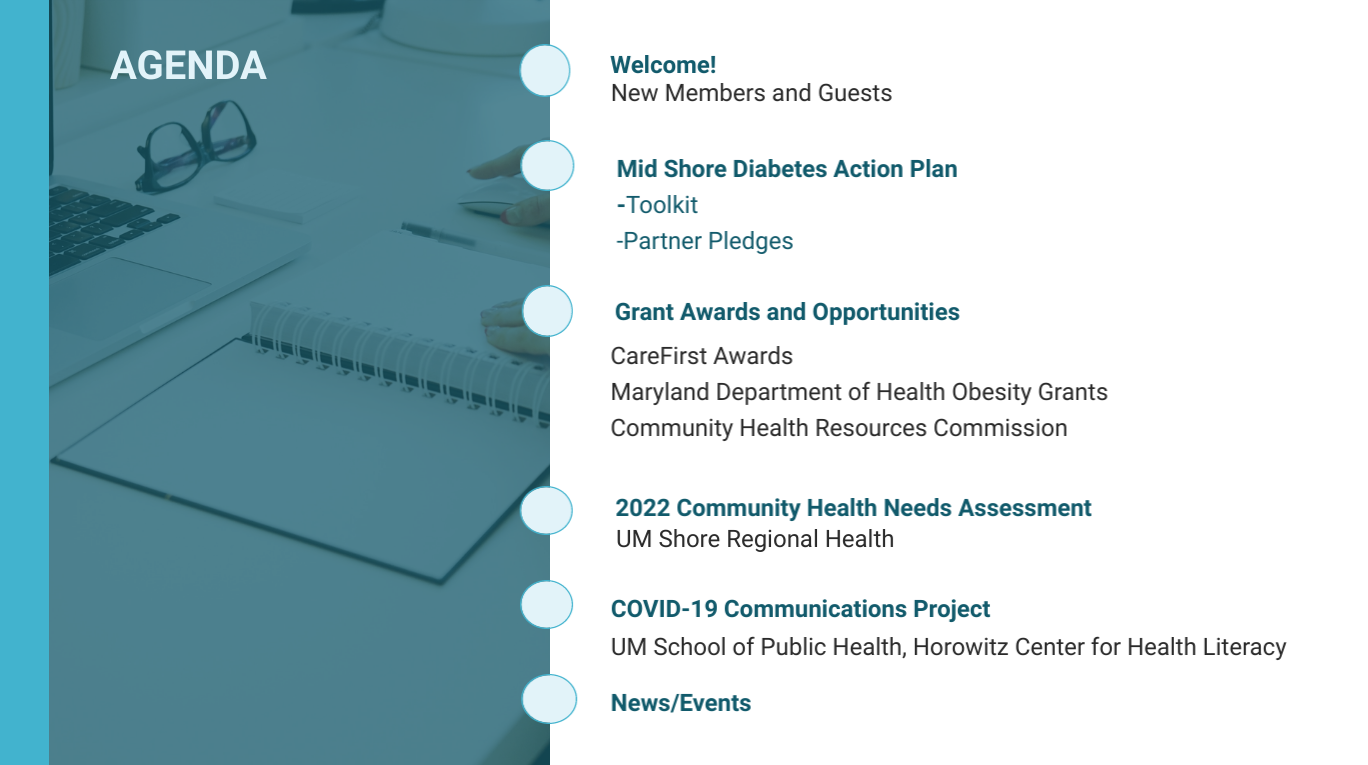 AGENDA
Welcome!
New Members and Guests
Mid Shore Diabetes Action Plan
-Toolkit
-Partner Pledges
Grant Awards and Opportunities
CareFirst Awards
Maryland Department of Health Obesity Grants
Community Health Resources Commission
2022 Community Health Needs Assessment
UM Shore Regional Health
COVID-19 Communications Project
UM School of Public Health, Horowitz Center for Health Literacy
News/Events